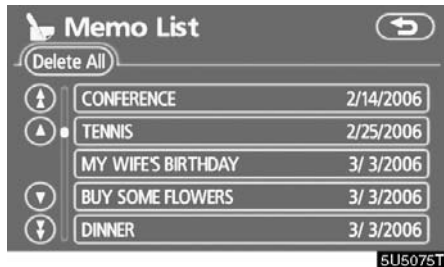 Memo List
Delete All
CONFERENCE 2/14/2006
TENNIS 2/25/2006
MY WIFE'S BIRTHDAY 3/ 3/2006
BUY SOME FLOWERS 3/ 3/2006
DINNER 3/ 3/2006
5U5075T